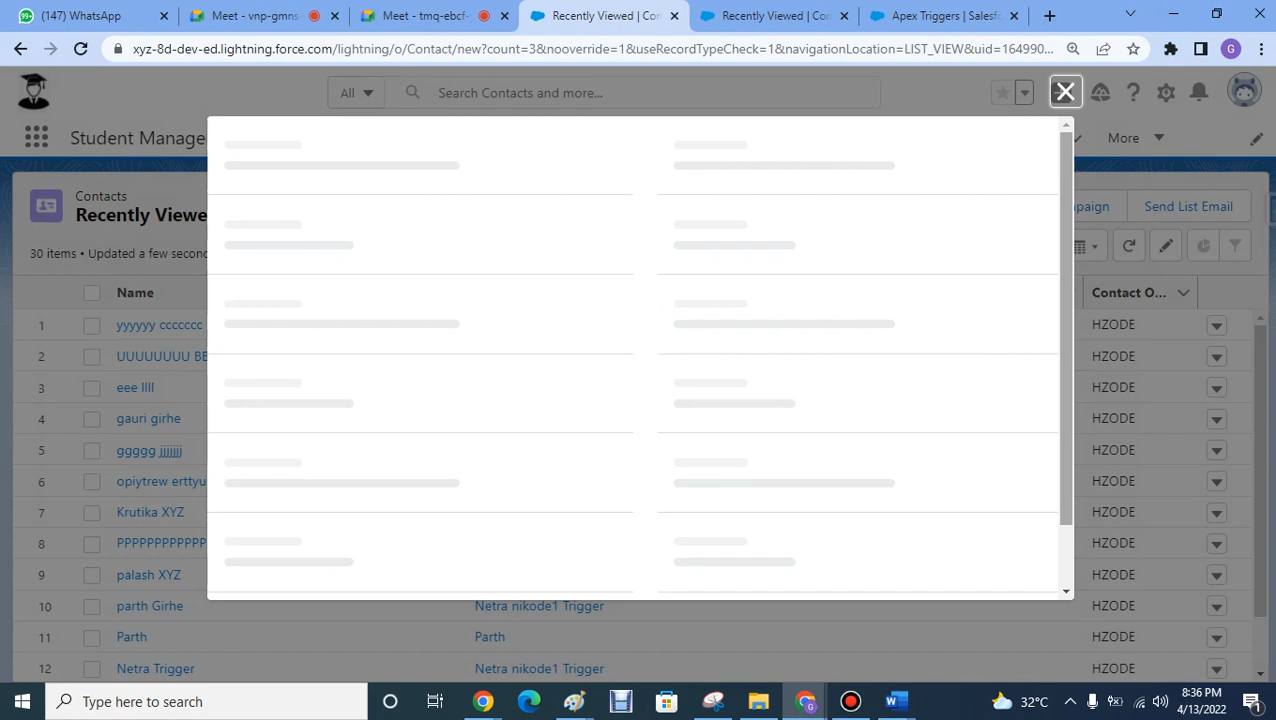 (147) WhatsApp
Meet - vnp-gmns-
Meet - tmq-ebcf-y
Recently Viewed | Con
Recently Viewed | Con
Apex Triggers | Salesfo
G
xyz-8d-dev-ed.lightning.force.com/lightning/o/Contact/new?count=3&nooverride=1&useRecordTypeCheck=1&navigationLocation=LIST_VIEW&uid=164990...
All
Search Contacts and more...
Student Manage
More
Contacts
Recently Viewe
paign
Send List Email
30 items • Updated a few second
Name
Contact O...
1 yyyyyy ccccccc HZODE
2 UUUUUUUU BB HZODE
3 eee llll HZODE
4 gauri girhe HZODE
5 ggggg jjjjjjj HZODE
6 opiytrew erttyu HZODE
7 Krutika XYZ HZODE
8 PPPPPPPPPPPP HZODE
9 palash XYZ HZODE
10 parth Girhe Netra nikode1 Trigger HZODE
11 Parth Parth HZODE
12 Netra Trigger Netra nikode1 Trigger HZODE
Type here to search
32°C
8:36 PM
4/13/2022